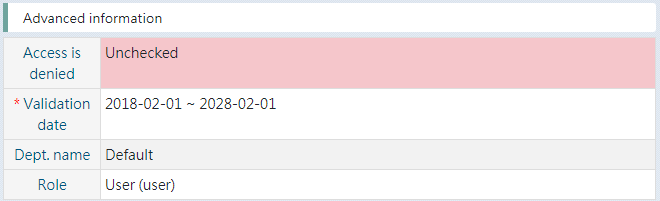 Advanced information
Access is
denied
Unchecked
* Validation
date
2018-02-01 ~ 2028-02-01
Dept. name
Default
Role
User (user)